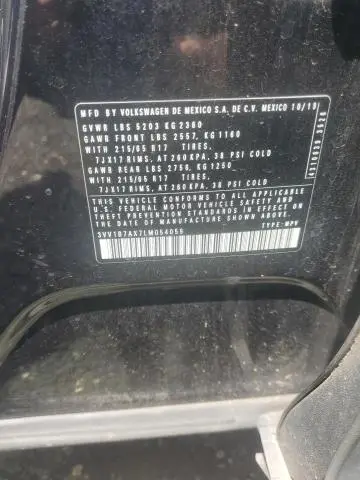 MFD BY VOLKSWAGEN DE MEXICO S.A. DE C.V. MEXICO 10/19
GVWR LBS 5203 KG 2360
GAWR FRONT LBS 2557, KG 1160
WITH 215/65 R17 TIRES,
7JX17 RIMS, AT 260 KPA, 38 PSI COLD
GAWR REAR LBS 2756, KG 1250
WITH 215/65 R17 TIRES,
7JX17 RIMS, AT 260 KPA, 38 PSI COLD
THIS VEHICLE CONFORMS TO ALL APPLICABLE
U.S. FEDERAL MOTOR VEHICLE SAFETY STANDARDS
IN EFFECT ON THE
DATE OF MANUFACTURE SHOWN ABOVE
3VV1B7AX7LM054059 TYPE-MPV